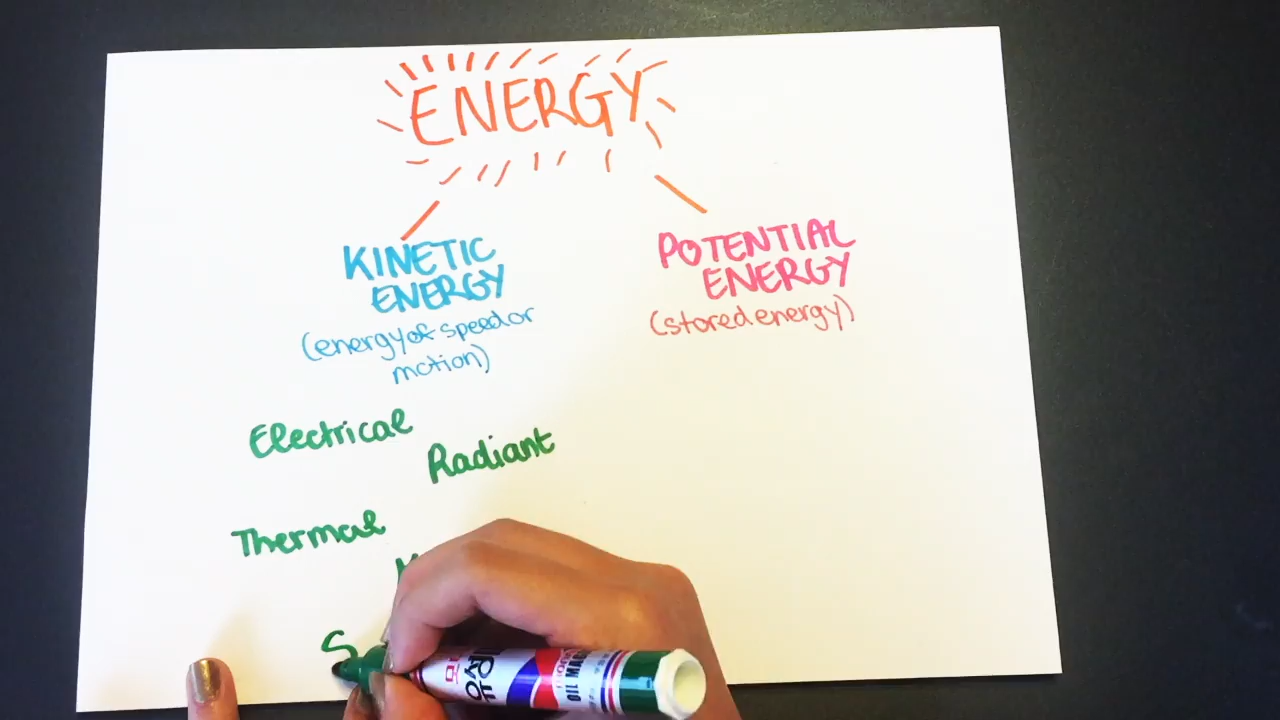 ENERGY
KINETIC
ENERGY
(energy of speed or
motion)
POTENTIAL
ENERGY
(stored energy)
Electrical
Radiant
Thermal
S